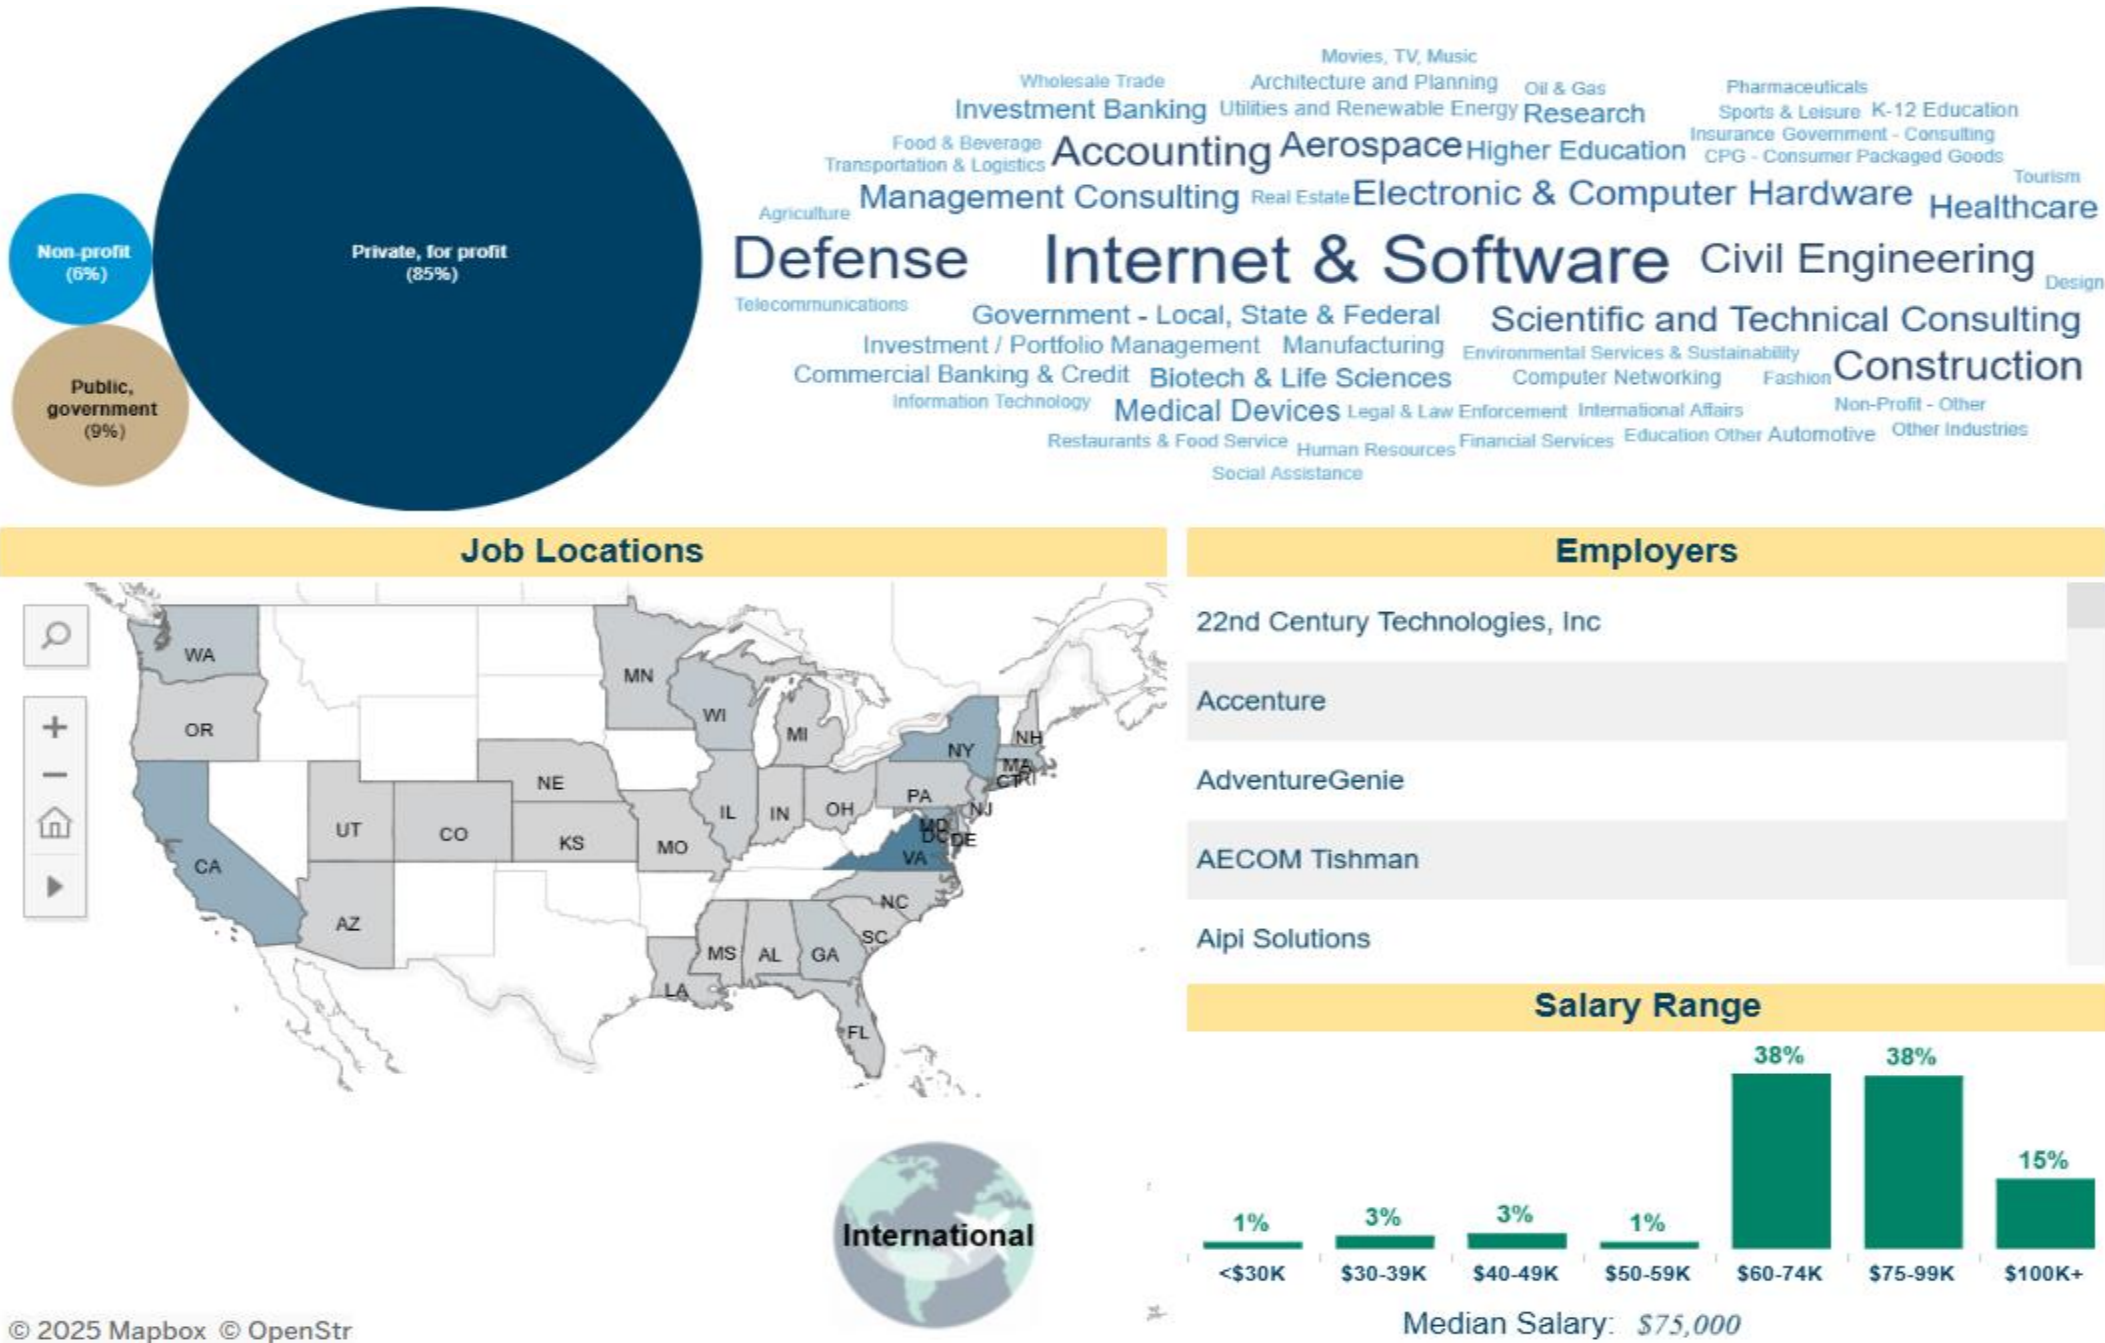 Non-profit
(6%)
Private, for profit
(85%)
Public,
government
(9%)
Movies, TV, Music
Wholesale Trade
Architecture and Planning
Oil & Gas
Pharmaceuticals
Investment Banking
Utilities and Renewable Energy
Research
Sports & Leisure
K-12 Education
Food & Beverage
Accounting
Aerospace
Higher Education
Insurance
Government - Consulting
Transportation & Logistics
CPG - Consumer Packaged Goods
Tourism
Agriculture
Management Consulting
Real Estate
Electronic & Computer Hardware
Healthcare
Defense
Internet & Software
Civil Engineering
Design
Telecommunications
Government - Local, State & Federal
Scientific and Technical Consulting
Investment / Portfolio Management
Manufacturing
Environmental Services & Sustainability
Construction
Commercial Banking & Credit
Biotech & Life Sciences
Computer Networking
Fashion
Information Technology
Medical Devices
Legal & Law Enforcement
International Affairs
Non-Profit - Other
Restaurants & Food Service
Human Resources
Financial Services
Education Other
Automotive
Other Industries
Social Assistance
Job Locations
WA
OR
CA
UT
AZ
CO
NE
KS
MN
WI
MI
IL
IN
OH
MO
PA
NY
NH
MA
CT
RI
NJ
MD
DC
DE
VA
NC
SC
MS
AL
GA
LA
FL
International
© 2025 Mapbox © OpenStr
Employers
22nd Century Technologies, Inc
Accenture
AdventureGenie
AECOM Tishman
Aipi Solutions
Salary Range
1%
3%
3%
1%
38%
38%
15%
<$30K
$30-39K
$40-49K
$50-59K
$60-74K
$75-99K
$100K+
Median Salary: $75,000